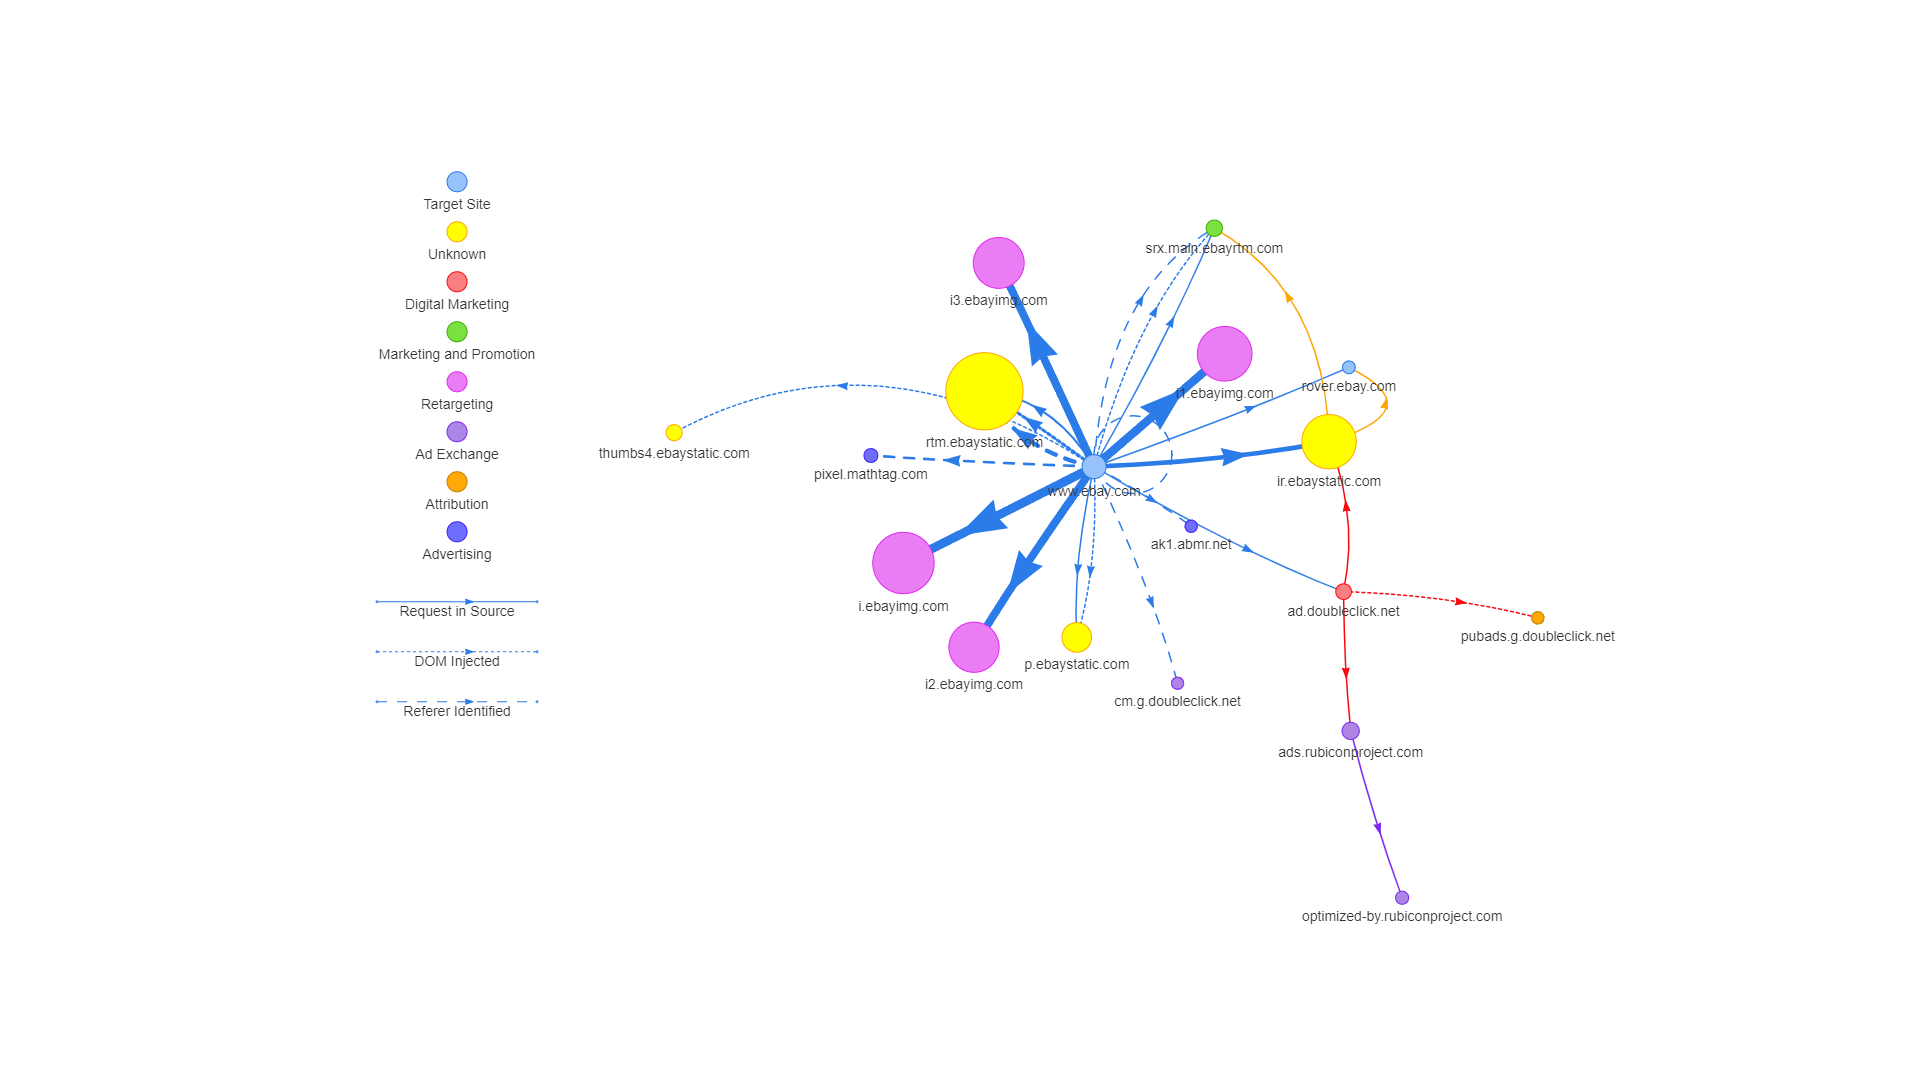 Target Site
Unknown
Digital Marketing
Marketing and Promotion
Retargeting
Ad Exchange
Attribution
Advertising
Request in Source
DOM Injected
Referer Identified
srx.main.ebayrtm.com
i3.ebayimg.com
rover.ebay.com
i1.ebayimg.com
rtm.ebaystatic.com
thumbs4.ebaystatic.com
pixel.mathtag.com
ir.ebaystatic.com
www.ebay.com
ak1.abmr.net
i.ebayimg.com
ad.doubleclick.net
pubads.g.doubleclick.net
p.ebaystatic.com
i2.ebayimg.com
cm.g.doubleclick.net
ads.rubiconproject.com
optimized-by.rubiconproject.com